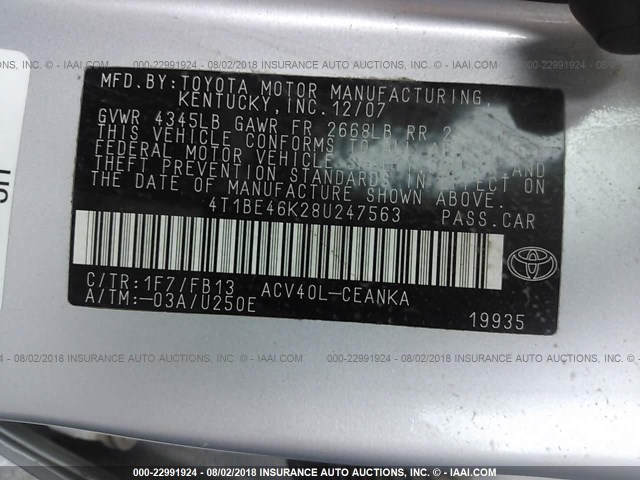 000-22991924 - 08/02/2018 INSURANCE AUTO AUCTIONS - IAAI.COM 000-22991924 - 08/02/2018 INSURANCE AUTO AUCTIONS - IAAI.COM
MFD. BY: TOYOTA MOTOR MANUFACTURING,
KENTUCKY, INC. 12/07
GVWR 4345LB GAWR FR 2668LB RR 2
THIS VEHICLE CONFORMS TO ALL
FEDERAL MOTOR VEHICLE AND
THEFT PREVENTION STANDARDS IN EFFECT ON
THE DATE OF MANUFACTURE SHOWN ABOVE.
4T1BE46K28U247563 PASS.CAR
C/TR: 1F7/FB13 ACV40L-CEANKA
A/TM: -03A/U250E
19935
000-22991924 - 08/02/2018 INSURANCE AUTO AUCTIONS - IAAI.COM